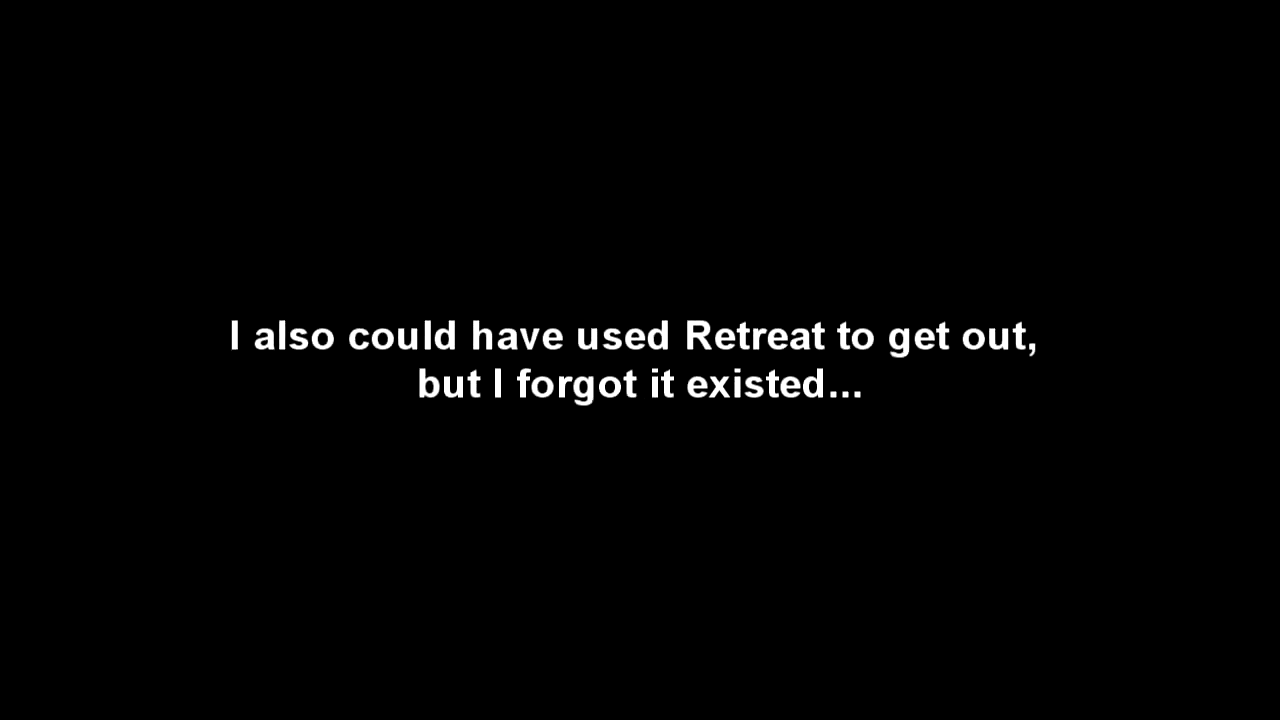 I also could have used Retreat to get out,
but I forgot it existed...